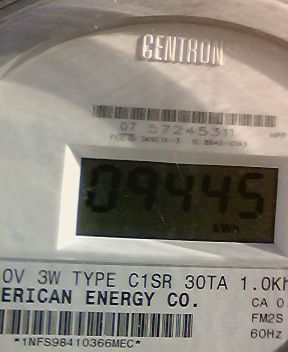 CENTRON
07 57245311
09445
kWh
0V 3W TYPE C1SR 30TA 1.0Kh
ERICAN ENERGY CO.
CA 0.
FM2S
60Hz
*1NFS98410366MEC*